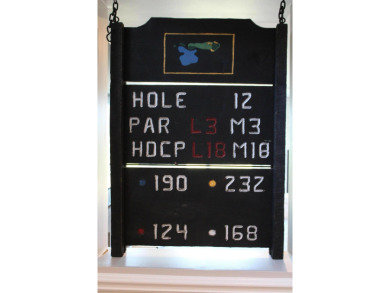 HOLE 12
PAR L3 M3
HDCP L18 M18
190 232
124 168